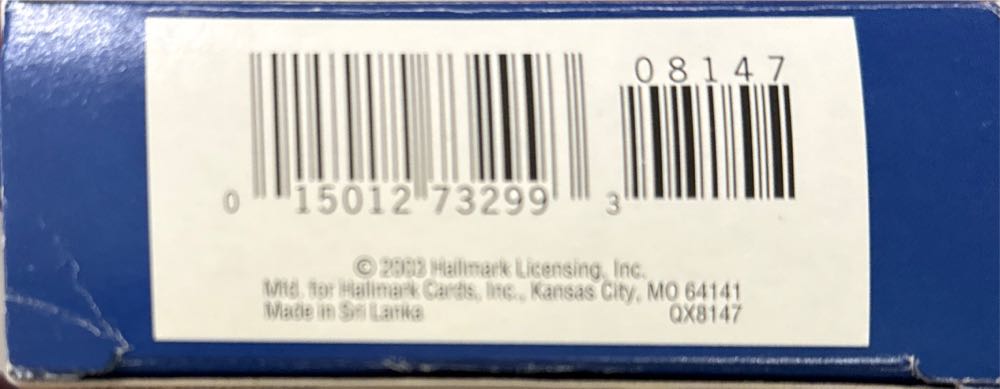 08147
0 15012 73299 3
© 2003 Hallmark Licensing, Inc.
Mfd. for Hallmark Cards, Inc., Kansas City, MO 64141
Made in Sri Lanka QX8147